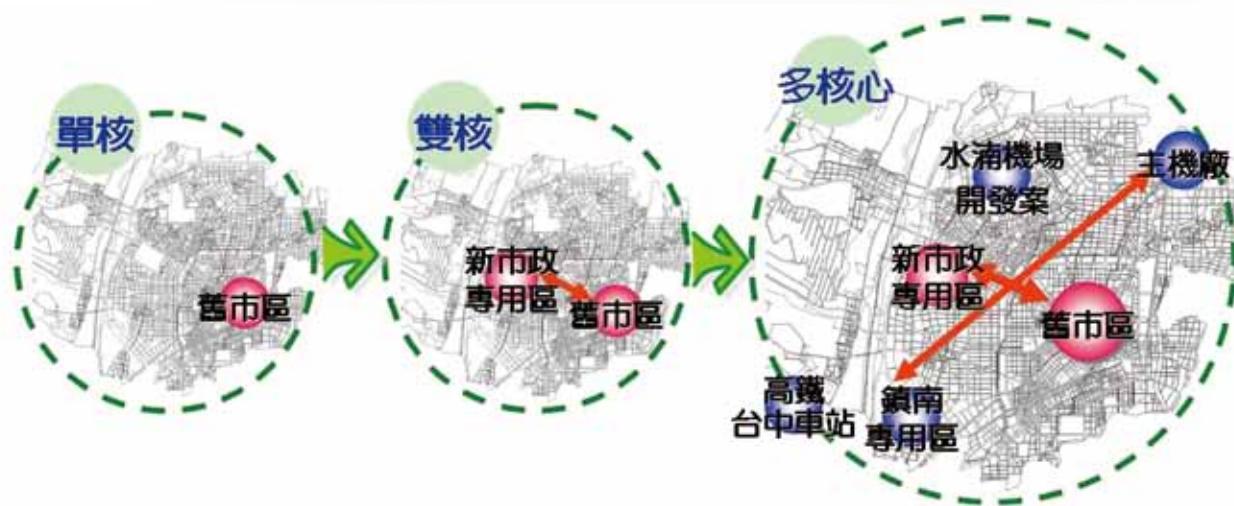 單核
舊市區
雙核
新市政
專用區
舊市區
多核心
水湳機場
開發案
主機廠
新市政
專用區
舊市區
高鐵
台中車站
鎮南
專用區